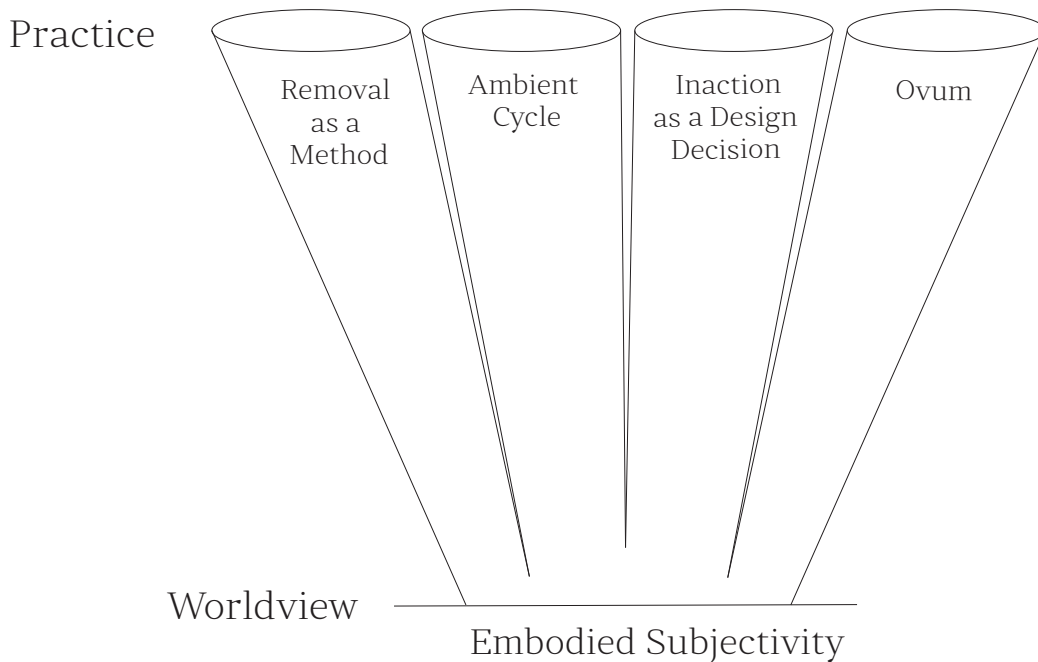 Practice
Removal
as a
Method
Ambient
Cycle
Inaction
as a Design
Decision
Ovum
Worldview
Embodied Subjectivity